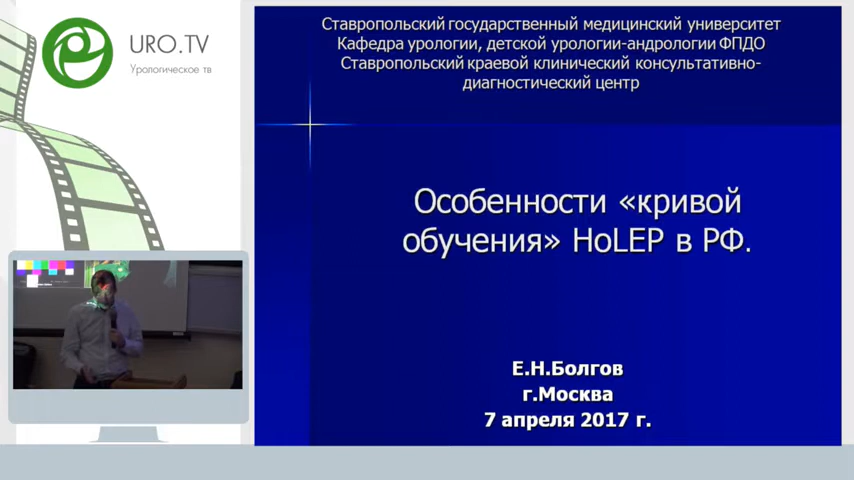 URO.TV
Урологическое тв
Ставропольский государственный медицинский университет
Кафедра урологии, детской урологии-андрологии ФПДО
Ставропольский краевой клинический консультативно-
диагностический центр
Особенности «кривой
обучения» HoLEP в РФ.
Е.Н.Болгов
г.Москва
7 апреля 2017 г.